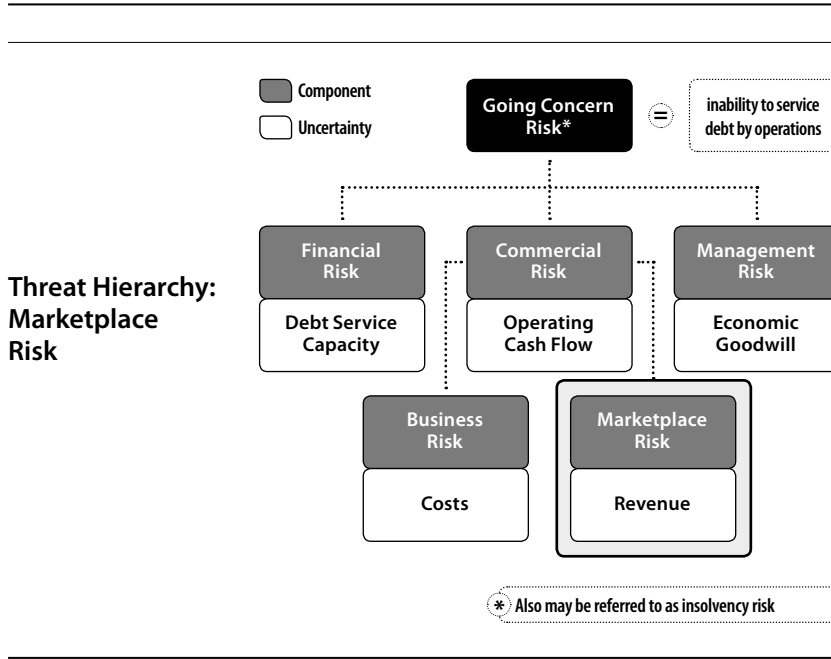 Component
Uncertainty
Going Concern
Risk*
=
inability to service
debt by operations
Threat Hierarchy:
Marketplace
Risk
Financial
Risk
Debt Service
Capacity
Commercial
Risk
Operating
Cash Flow
Management
Risk
Economic
Goodwill
Business
Risk
Costs
Marketplace
Risk
Revenue
* Also may be referred to as insolvency risk